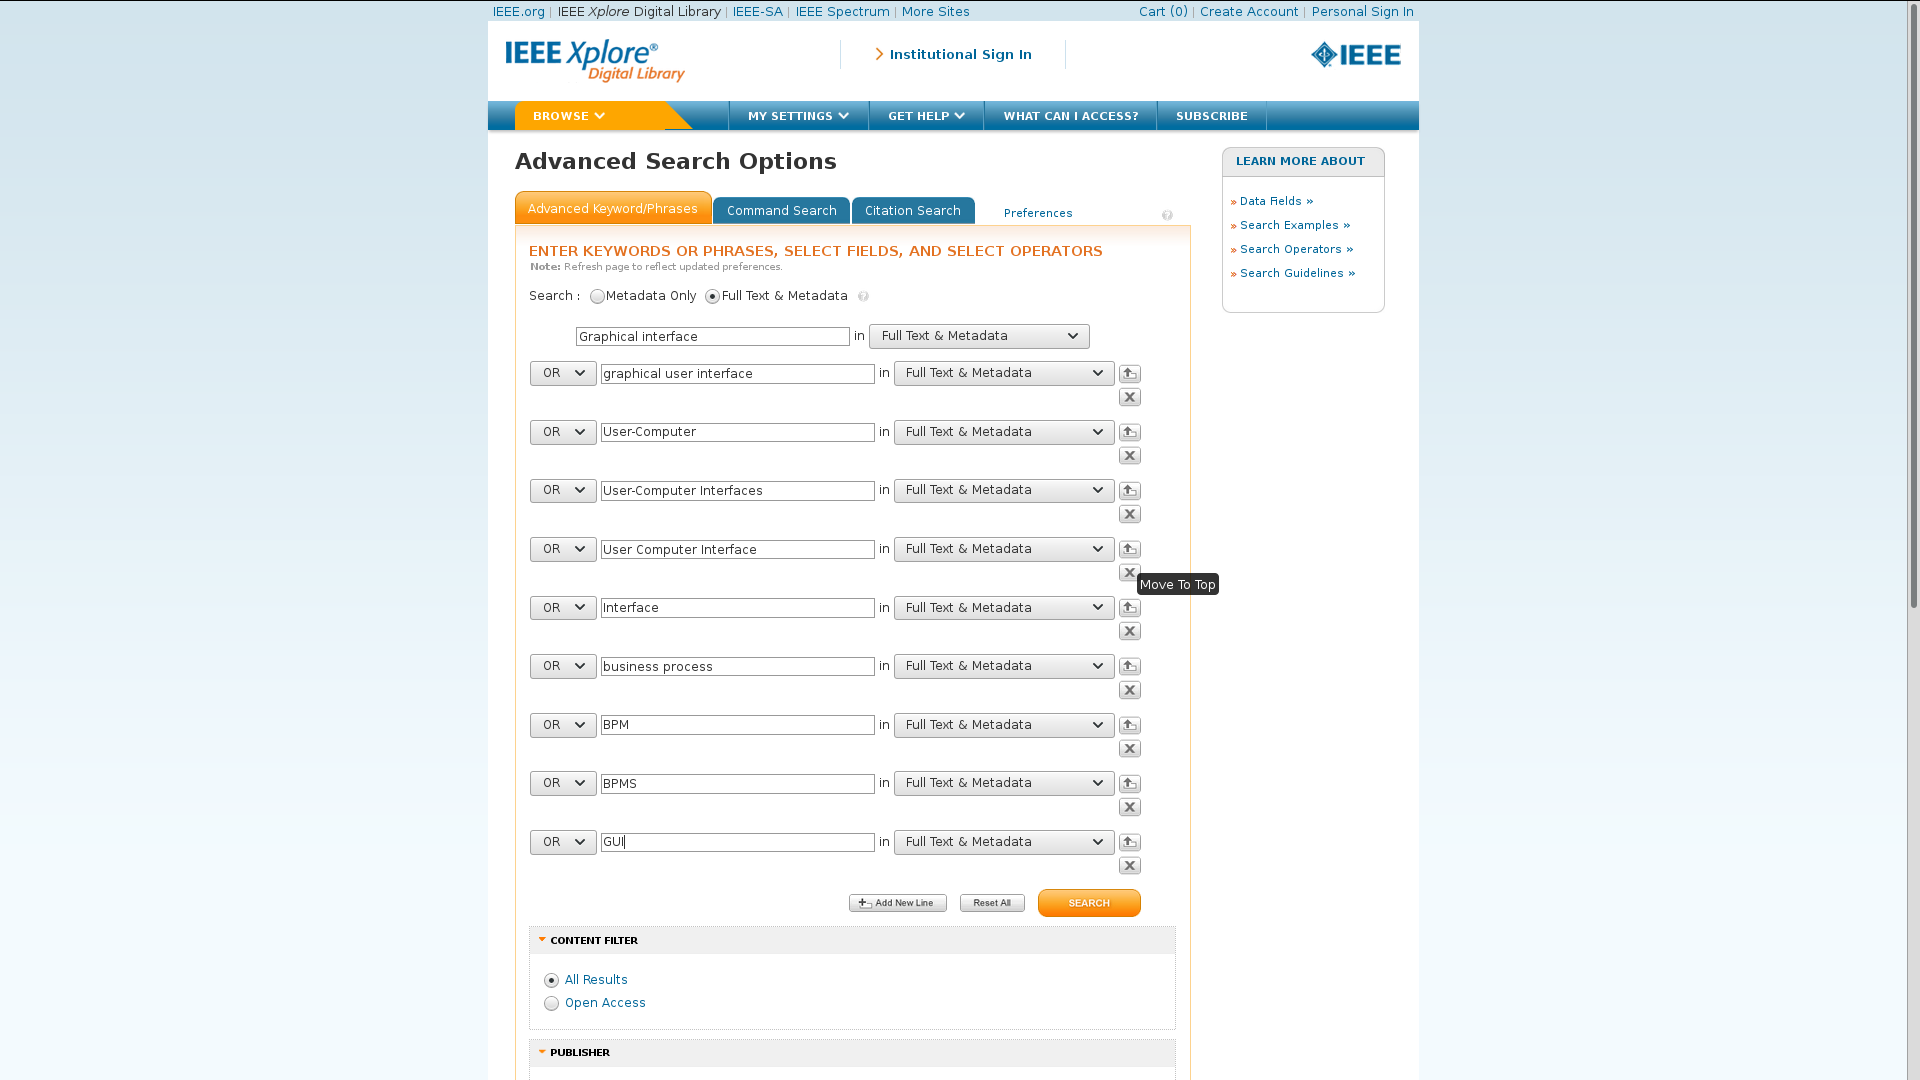 IEEE.org | IEEE Xplore Digital Library | IEEE-SA | IEEE Spectrum | More Sites
Cart (0) | Create Account | Personal Sign In
IEEE Xplore®
Digital Library
Institutional Sign In
IEEE
BROWSE
MY SETTINGS
GET HELP
WHAT CAN I ACCESS?
SUBSCRIBE
Advanced Search Options
Advanced Keyword/Phrases
Command Search
Citation Search
Preferences
?
ENTER KEYWORDS OR PHRASES, SELECT FIELDS, AND SELECT OPERATORS
Note: Refresh page to reflect updated preferences.
Search : Metadata Only Full Text & Metadata ?
Graphical interface in Full Text & Metadata
OR graphical user interface in Full Text & Metadata
X
OR User-Computer in Full Text & Metadata
X
OR User-Computer Interfaces in Full Text & Metadata
X
OR User Computer Interface in Full Text & Metadata
X
Move To Top
OR Interface in Full Text & Metadata
X
OR business process in Full Text & Metadata
X
OR BPM in Full Text & Metadata
X
OR BPMS in Full Text & Metadata
X
OR GUI in Full Text & Metadata
X
Add New Line
Reset All
SEARCH
CONTENT FILTER
All Results
Open Access
PUBLISHER
LEARN MORE ABOUT
» Data Fields »
» Search Examples »
» Search Operators »
» Search Guidelines »